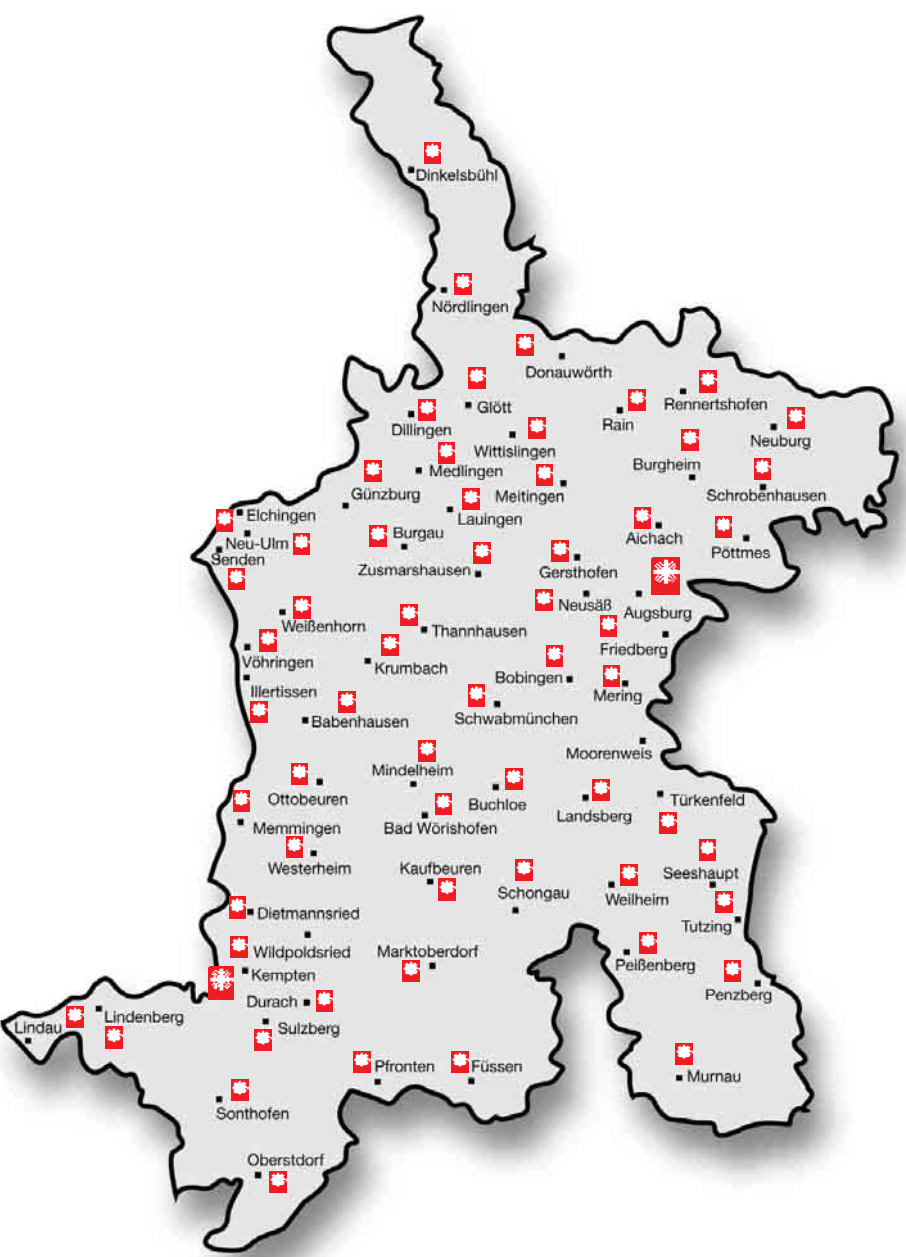 Dinkelsbühl
Nördlingen
Donauwörth
Rennertshofen
Glött
Rain
Dillingen
Neuburg
Wittislingen
Burgheim
Medlingen
Günzburg
Meitingen
Schrobenhausen
Elchingen
Lauingen
Burgau
Aichach
Neu-Ulm
Pöttmes
Senden
Zusmarshausen
Gersthofen
Neusäß
Augsburg
Weißenhorn
Thannhausen
Friedberg
Vöhringen
Krumbach
Bobingen
Illertissen
Mering
Babenhausen
Schwabmünchen
Moorenweis
Mindelheim
Ottobeuren
Buchloe
Türkenfeld
Landsberg
Memmingen
Bad Wörishofen
Westerheim
Kaufbeuren
Seeshaupt
Schongau
Weilheim
Dietmannsried
Tutzing
Wildpoldsried
Marktoberdorf
Peißenberg
Kempten
Penzberg
Durach
Lindau
Lindenberg
Sulzberg
Pfronten
Füssen
Murnau
Sonthofen
Oberstdorf